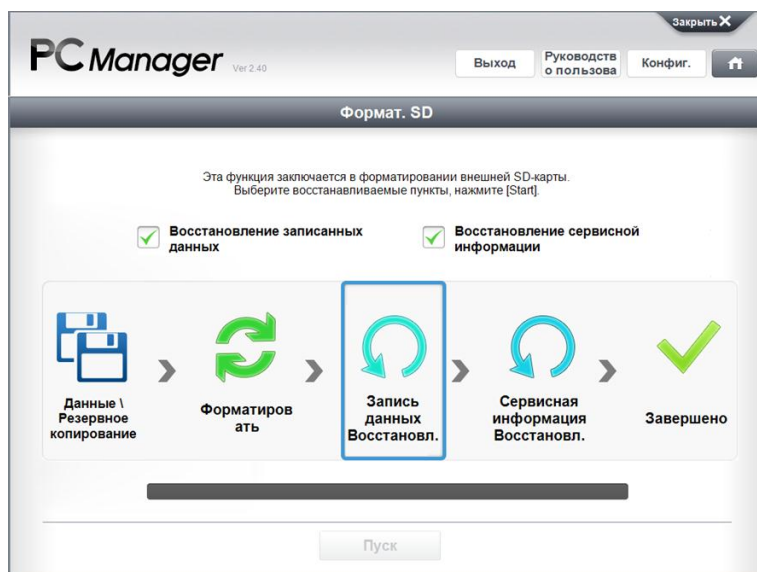 Закрыть X
PC Manager Ver 2.40
Выход
Руководств
о пользова
Конфиг.
Формат. SD
Эта функция заключается в форматировании внешней SD-карты.
Выберите восстанавливаемые пункты, нажмите [Start].
Восстановление записанных
данных
Восстановление сервисной
информации
Данные \
Резервное
копирование
Форматиров
ать
Запись
данных
Восстановл.
Сервисная
информация
Восстановл.
Завершено
Пуск